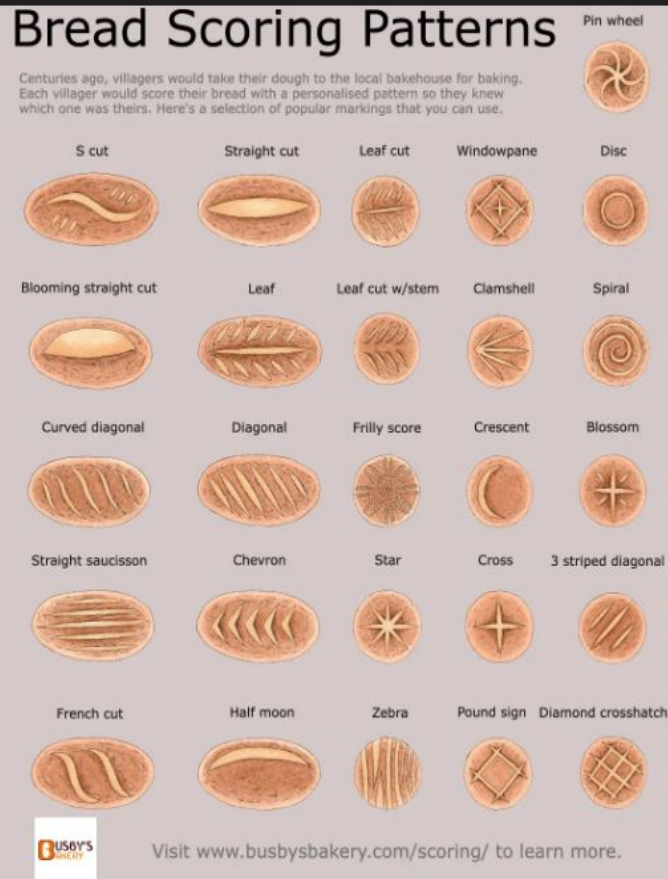 Bread Scoring Patterns
Pin wheel
Centuries ago, villagers would take their dough to the local bakehouse for baking.
Each villager would score their bread with a personalised pattern so they knew
which one was theirs. Here's a selection of popular markings that you can use.
S cut
Straight cut
Leaf cut
Windowpane
Disc
Blooming straight cut
Leaf
Leaf cut w/stem
Clamshell
Spiral
Curved diagonal
Diagonal
Frilly score
Crescent
Blossom
Straight saucisson
Chevron
Star
Cross
3 striped diagonal
French cut
Half moon
Zebra
Pound sign
Diamond crosshatch
BUSBY'S
BAKERY
Visit www.busbysbakery.com/scoring/ to learn more.